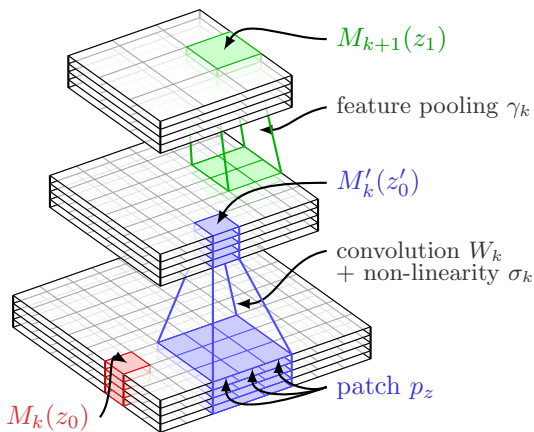 M_{k+1}(z_1)
feature pooling γ_k
M'_k(z'_0)
convolution W_k
+ non-linearity σ_k
patch p_z
M_k(z_0)